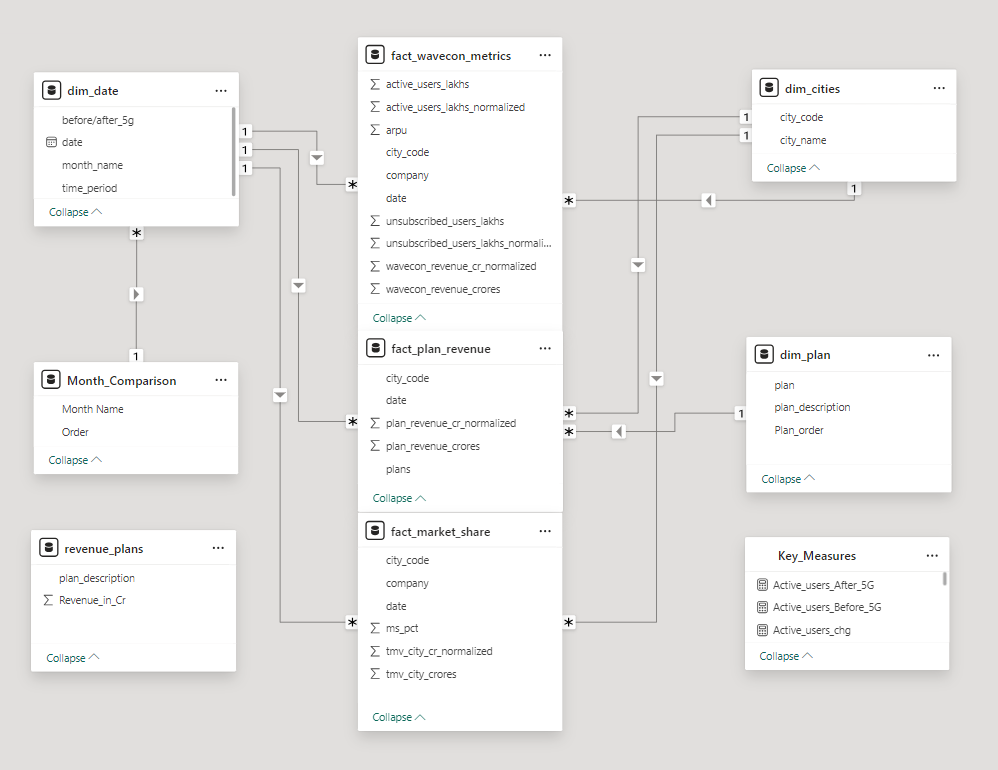 dim_date
before/after_5g
date
month_name
time_period
Collapse
1
1
1
*
1
Month_Comparison
Month Name
Order
Collapse
revenue_plans
plan_description
Revenue_in_Cr
Collapse
fact_wavecon_metrics
active_users_lakhs
active_users_lakhs_normalized
arpu
city_code
company
date
unsubscribed_users_lakhs
unsubscribed_users_lakhs_normali...
wavecon_revenue_cr_normalized
wavecon_revenue_crores
Collapse
*
*
fact_plan_revenue
city_code
date
plan_revenue_cr_normalized
plan_revenue_crores
plans
Collapse
*
*
*
fact_market_share
city_code
company
date
ms_pct
tmv_city_cr_normalized
tmv_city_crores
Collapse
*
*
dim_cities
city_code
city_name
Collapse
1
1
1
dim_plan
plan
plan_description
Plan_order
Collapse
1
Key_Measures
Active_users_After_5G
Active_users_Before_5G
Active_users_chg
Collapse